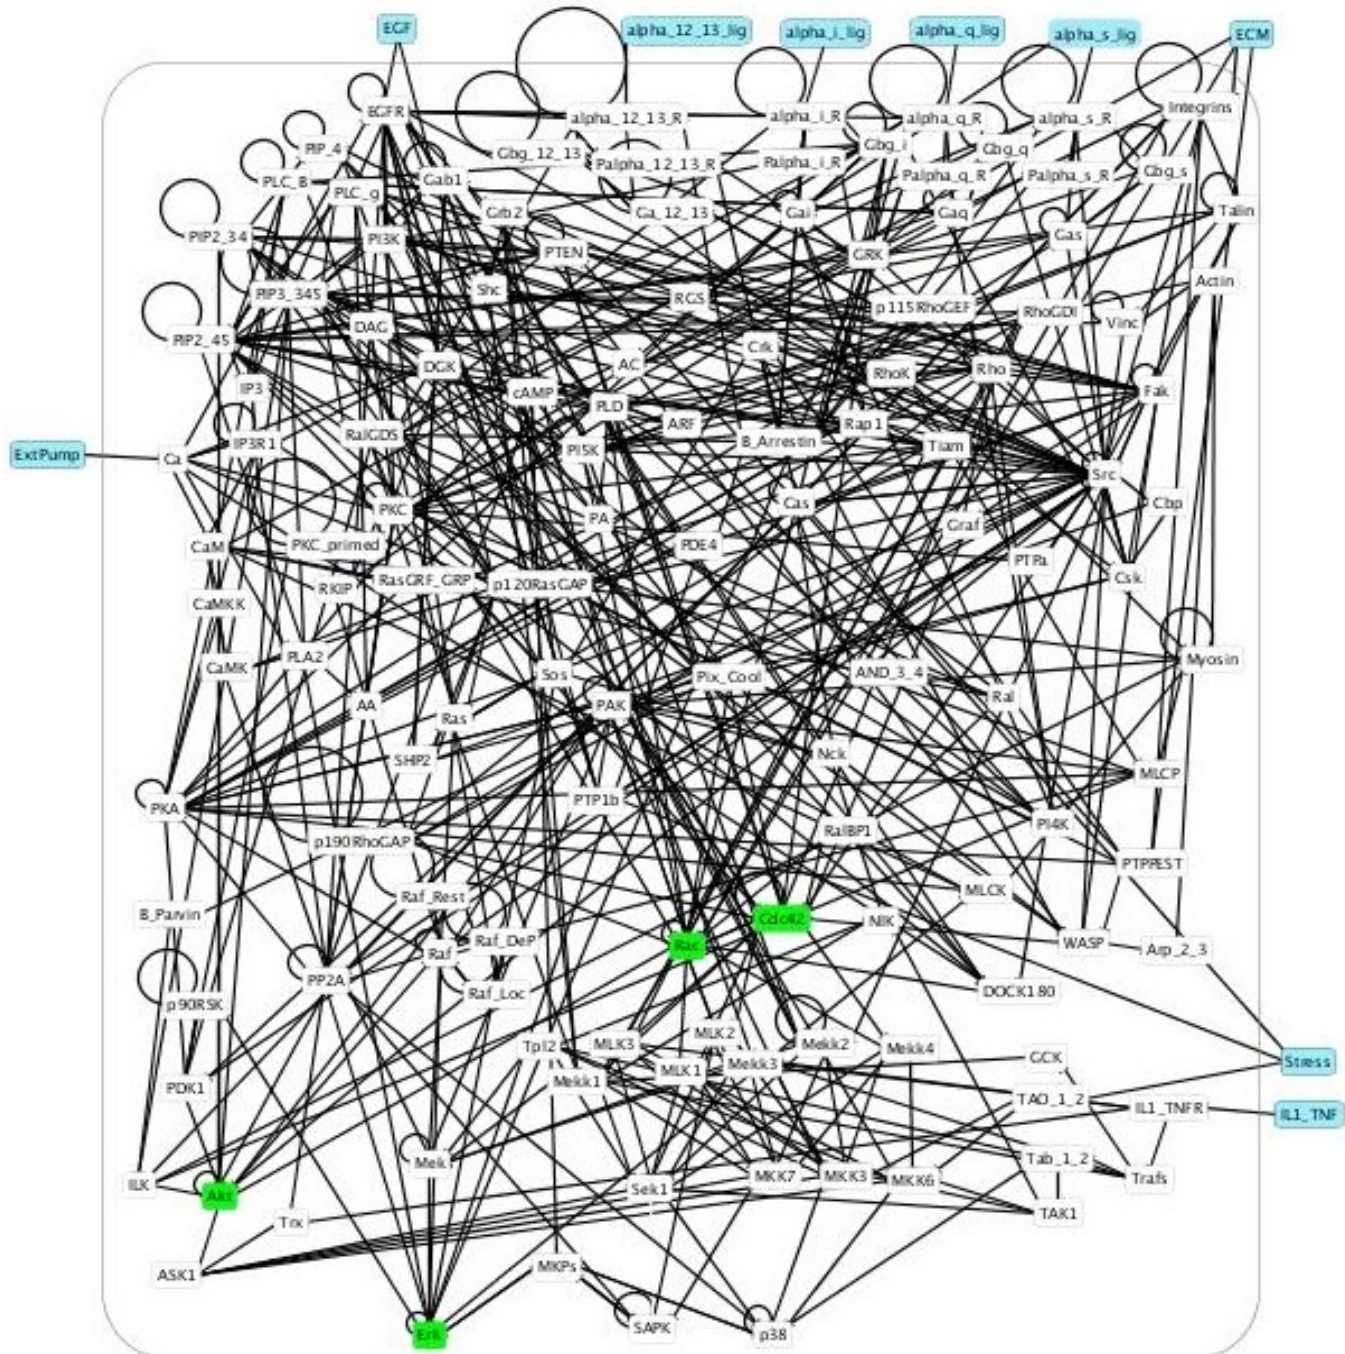 EGF
alpha_12_13_lig
alpha_i_lig
alpha_q_lig
alpha_s_lig
ECM
EGFR
alpha_12_13_R
alpha_i_R
alpha_q_R
alpha_s_R
Integrins
PIP_4
Gbg_12_13
Palpha_12_13_R
Palpha_i_R
Gbg_i
Gbg_q
Palpha_q_R
Palpha_s_R
Gbg_s
PLC_B
PLC_g
Gab1
Grb2
Ga_12_13
Gai
Gaq
Talin
PIP2_34
PI3K
PTEN
GRK
Gas
PIP3_345
Shc
RGS
p115RhoGEF
RhoGDI
Vinc
Actin
PIP2_45
DAG
DGK
AC
Crk
RhoK
Rho
Fak
IP3
cAMP
PLD
ARF
B_Arrestin
Rap1
Tiam
ExtPump
Ca
IP3R1
RalGDS
PI5K
Src
PKC
PA
Cas
Graf
Cbp
CaM
PKC_primed
PDE4
PTPa
Csk
CaMKK
RKIP
RasGRF_GRP
p120RasGAP
CaMK
PLA2
Sos
Pix_Cool
AND_3_4
Ral
Myosin
AA
Ras
PAK
Nck
SHP2
MLCP
PKA
PTP1b
p190RhoGAP
RalBP1
PI4K
PTPPEST
Raf_Rest
MLCK
B_Parvin
Cdc42
NIK
Raf
Raf_DeP
Rac
WASP
Arp_2_3
PP2A
p90RSK
Raf_Loc
DOCK180
Tpl2
MLK3
MLK2
Mekk2
Mekk4
Mekk3
MLK1
Mekk1
GCK
Stress
PDK1
TAO_1_2
IL1_TNFR
IL1_TNF
Mek
Tab_1_2
ILK
Akt
Sek1
MKK7
MKK3
MKK6
Trafs
Trx
TAK1
ASK1
MKPs
Erk
SAPK
p38